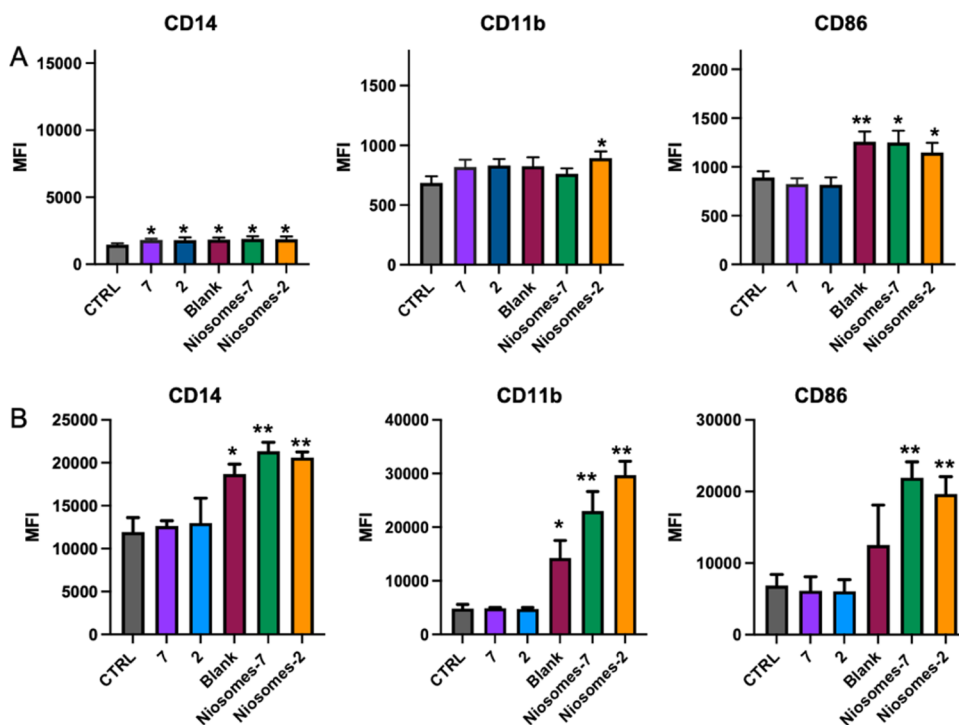 CD14 CD11b CD86
A
15000
10000
5000
0
MFI
* * * * *
CTRL 7 2 Blank Niosomes-7 Niosomes-2
1500
1000
500
0
MFI
*
CTRL 7 2 Blank Niosomes-7 Niosomes-2
2000
1500
1000
500
0
MFI
** * *
CTRL 7 2 Blank Niosomes-7 Niosomes-2
CD14 CD11b CD86
B
25000
20000
15000
10000
5000
0
MFI
* ** **
CTRL 7 2 Blank Niosomes-7 Niosomes-2
40000
30000
20000
10000
0
MFI
* ** **
CTRL 7 2 Blank Niosomes-7 Niosomes-2
30000
20000
10000
0
MFI
** **
CTRL 7 2 Blank Niosomes-7 Niosomes-2